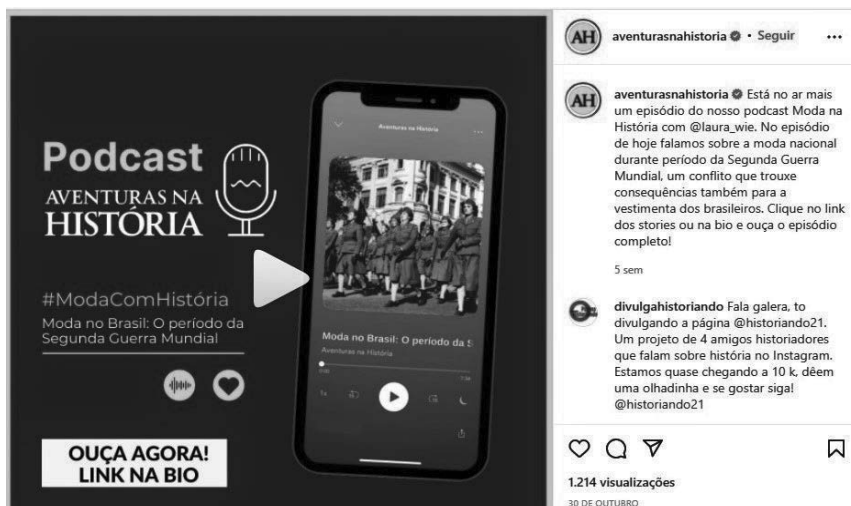 Podcast
AVENTURAS NA
HISTÓRIA
#ModaComHistória
Moda no Brasil: O período da
Segunda Guerra Mundial
OUÇA AGORA!
LINK NA BIO
Aventuras na História
Moda no Brasil: O período da S
Aventuras na História
0:00
AH
aventurasnahistoria • Seguir
AH
aventurasnahistoria Está no ar mais
um episódio do nosso podcast Moda na
História com @laura_wie. No episódio
de hoje falamos sobre a moda nacional
durante período da Segunda Guerra
Mundial, um conflito que trouxe
consequências também para a
vestimenta dos brasileiros. Clique no link
dos stories ou na bio e ouça o episódio
completo!
5 sem
divulgahistoriando Fala galera, to
divulgando a página @historiando21.
Um projeto de 4 amigos historiadores
que falam sobre história no Instagram.
Estamos quase chegando a 10 k, dêem
uma olhadinha e se gostar siga!
@historiando21
1.214 visualizações
30 DE OUTUBRO